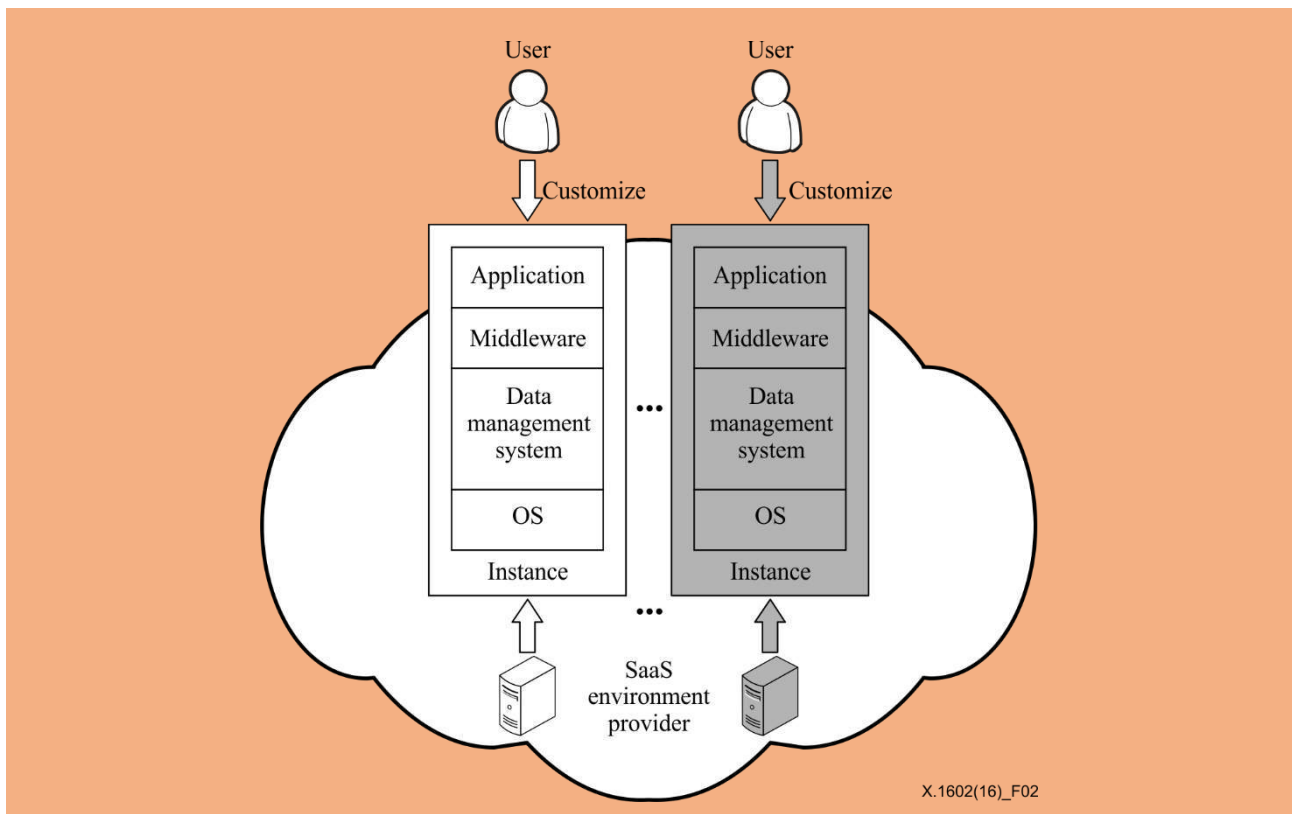 User
User
Customize
Customize
Application
Application
Middleware
Middleware
Data
management
system
Data
management
system
...
OS
OS
Instance
Instance
...
SaaS
environment
provider
X.1602(16)_F02